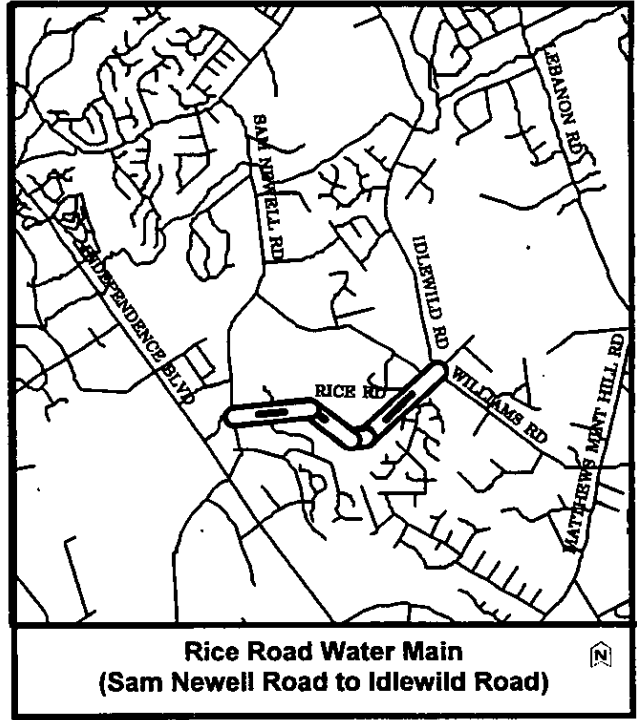 LEBANON RD
SAM NEWELL RD
IDLEWILD RD
INDEPENDENCE BLVD
RICE RD
WILLIAMS RD
MATTHEWS MINT HILL RD
Rice Road Water Main
(Sam Newell Road to Idlewild Road)
N